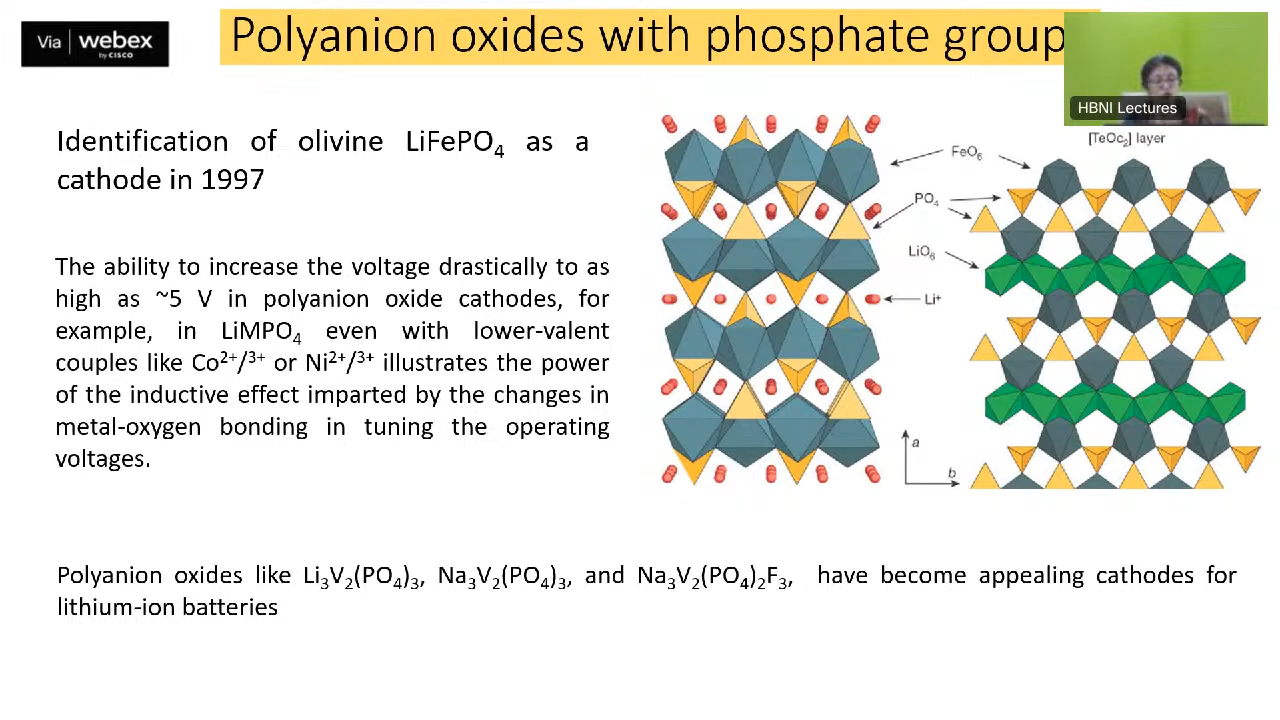 Via webex
by CISCO
Polyanion oxides with phosphate group
HBNI Lectures
Identification of olivine LiFePO₄ as a
cathode in 1997
The ability to increase the voltage drastically to as
high as ~5 V in polyanion oxide cathodes, for
example, in LiMPO₄ even with lower-valent
couples like Co²⁺/³⁺ or Ni²⁺/³⁺ illustrates the power
of the inductive effect imparted by the changes in
metal-oxygen bonding in tuning the operating
voltages.
[TeOc₂] layer
FeO₆
PO₄
LiO₆
Li⁺
a
b
Polyanion oxides like Li₃V₂(PO₄)₃, Na₃V₂(PO₄)₃, and Na₃V₂(PO₄)₂F₃, have become appealing cathodes for
lithium-ion batteries